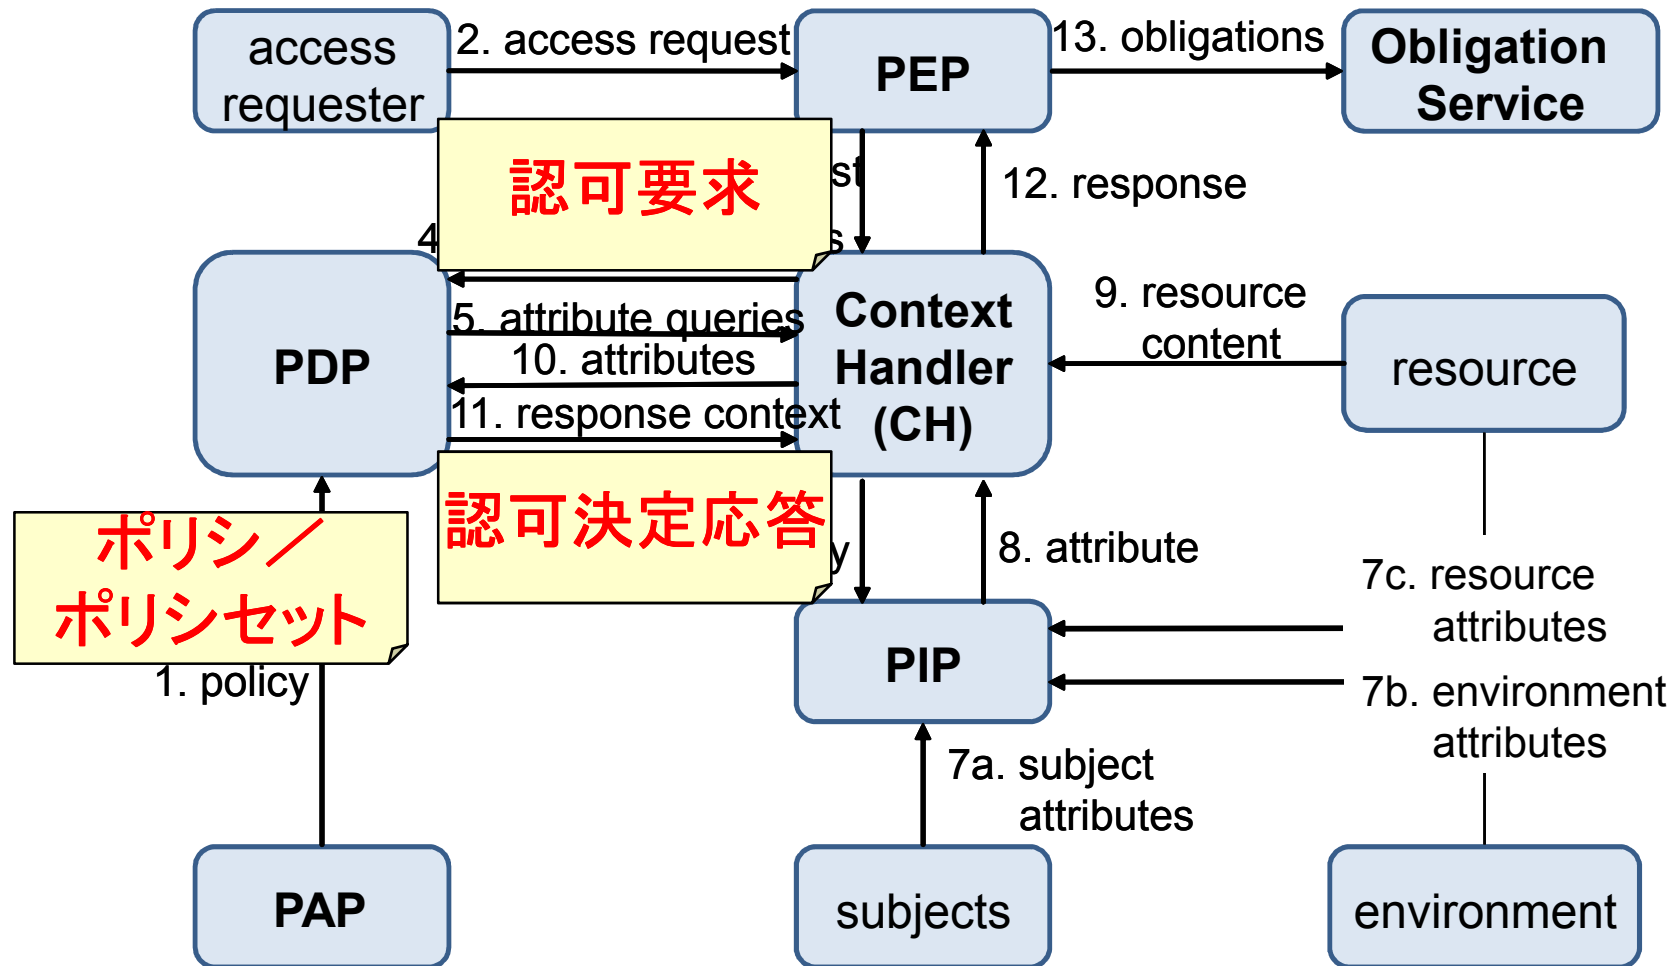 access
requester
2. access request
PEP
13. obligations
Obligation
Service
認可要求
12. response
PDP
5. attribute queries
10. attributes
11. response context
Context
Handler
(CH)
9. resource
content
resource
認可決定応答
8. attribute
ポリシ／
ポリシセット
1. policy
PIP
7c. resource
attributes
7b. environment
attributes
7a. subject
attributes
PAP
subjects
environment